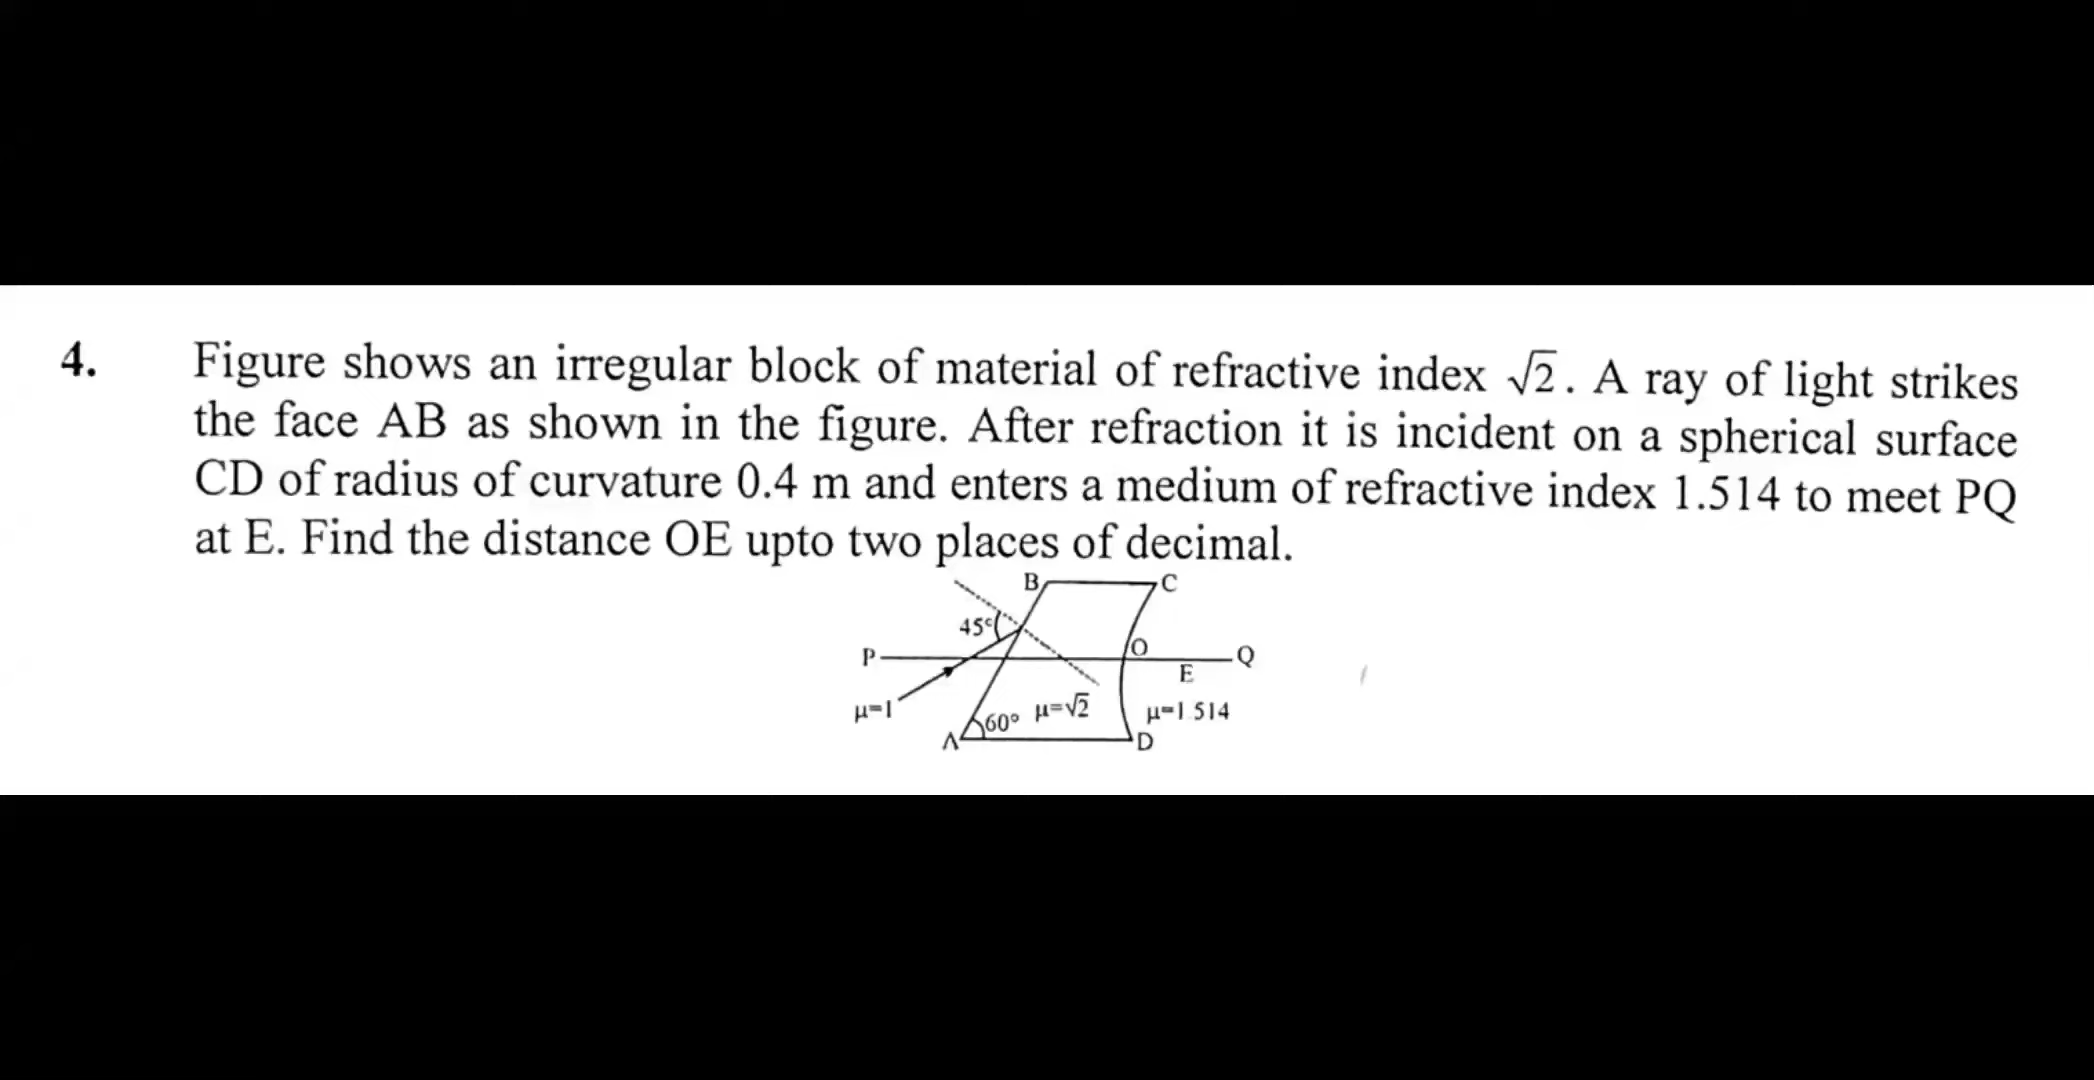 4. Figure shows an irregular block of material of refractive index √2. A ray of light strikes
the face AB as shown in the figure. After refraction it is incident on a spherical surface
CD of radius of curvature 0.4 m and enters a medium of refractive index 1.514 to meet PQ
at E. Find the distance OE upto two places of decimal.
B C
45°
P O Q
E
μ=1 60° μ=√2 μ=1.514
A D